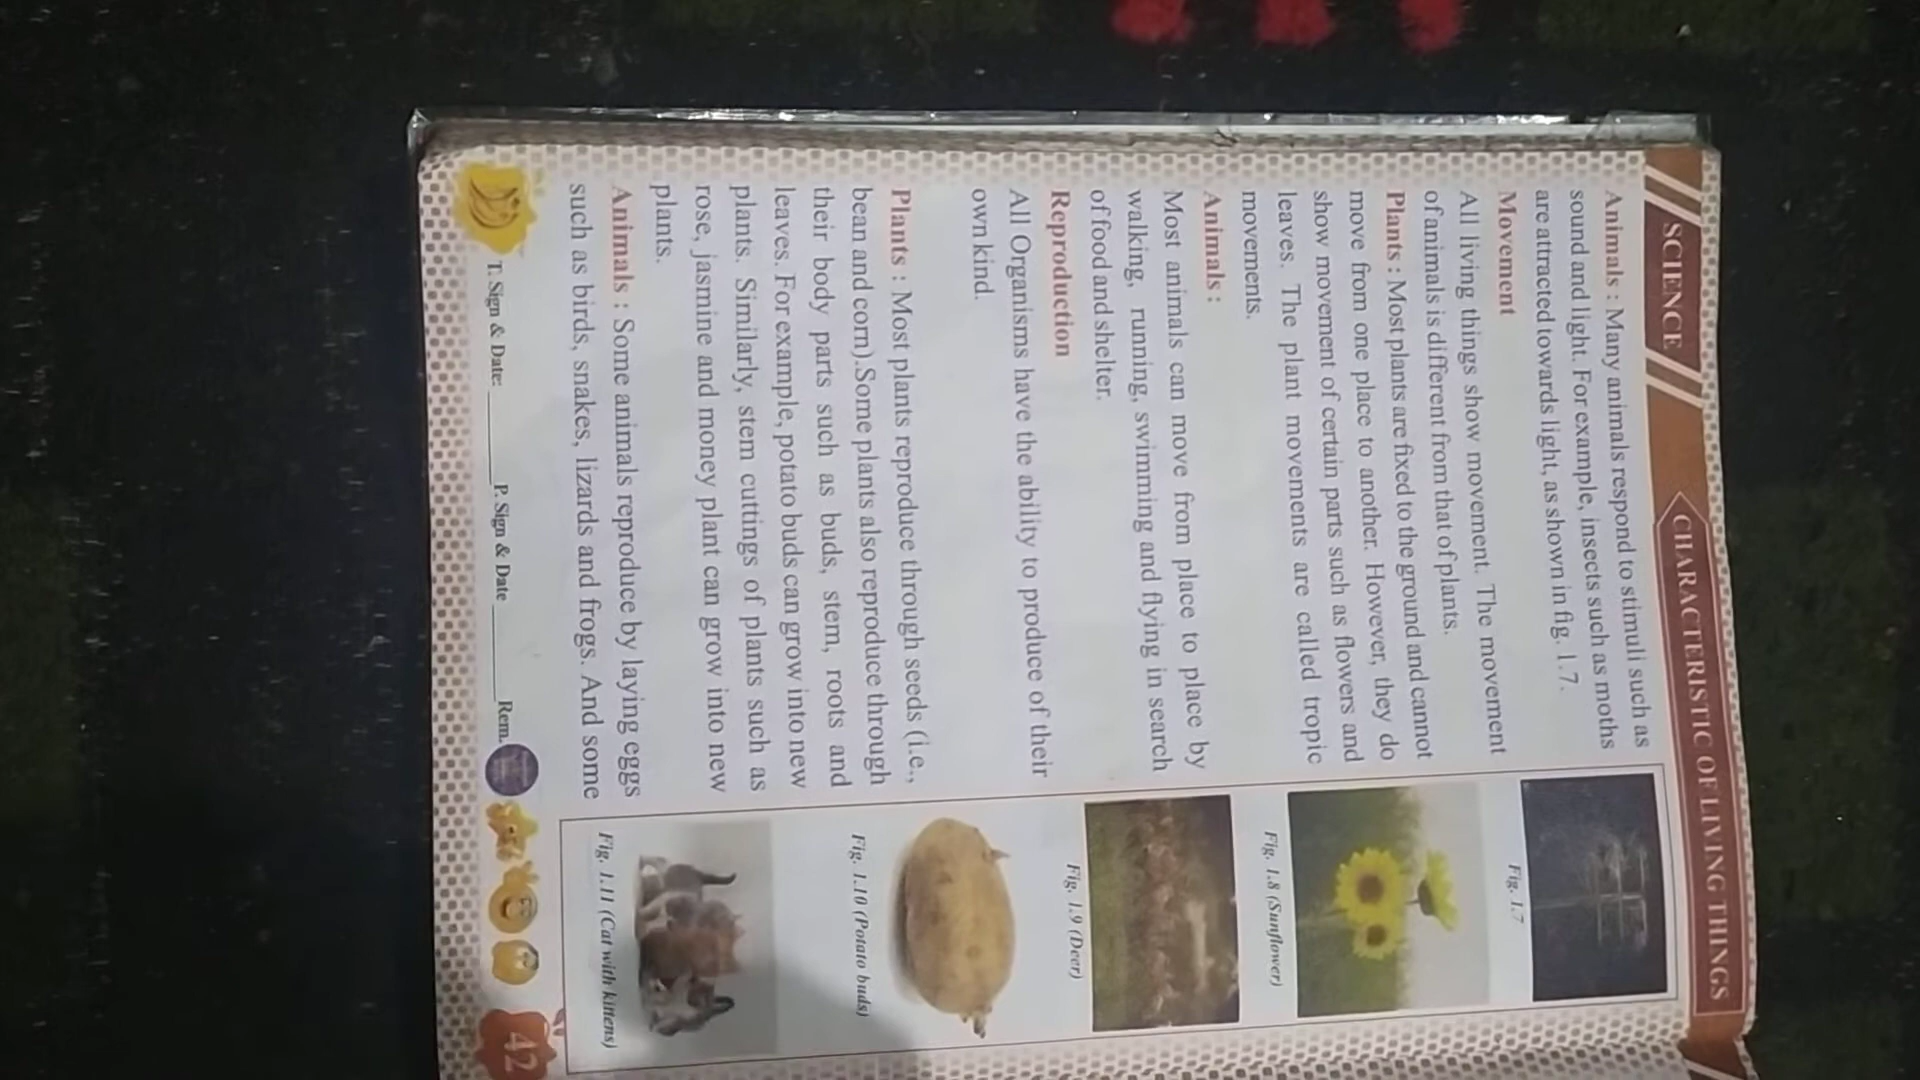 SCIENCE
CHARACTERISTIC OF LIVING THINGS
Animals : Many animals respond to stimuli such as
sound and light. For example, insects such as moths
are attracted towards light, as shown in fig. 1.7.
Movement
All living things show movement. The movement
of animals is different from that of plants.
Plants : Most plants are fixed to the ground and cannot
move from one place to another. However, they do
show movement of certain parts such as flowers and
leaves. The plant movements are called tropic
movements.
Animals :
Most animals can move from place to place by
walking, running, swimming and flying in search
of food and shelter.
Reproduction
All Organisms have the ability to produce of their
own kind.
Plants : Most plants reproduce through seeds (i.e.,
bean and corn).Some plants also reproduce through
their body parts such as buds, stem, roots and
leaves. For example, potato buds can grow into new
plants. Similarly, stem cuttings of plants such as
rose, jasmine and money plant can grow into new
plants.
Animals : Some animals reproduce by laying eggs
such as birds, snakes, lizards and frogs. And some
Fig. 1.7
Fig. 1.8 (Sunflower)
Fig. 1.9 (Deer)
Fig. 1.10 (Potato buds)
Fig. 1.11 (Cat with kittens)
T. Sign & Date: ________ P. Sign & Date ________ Rem.
42